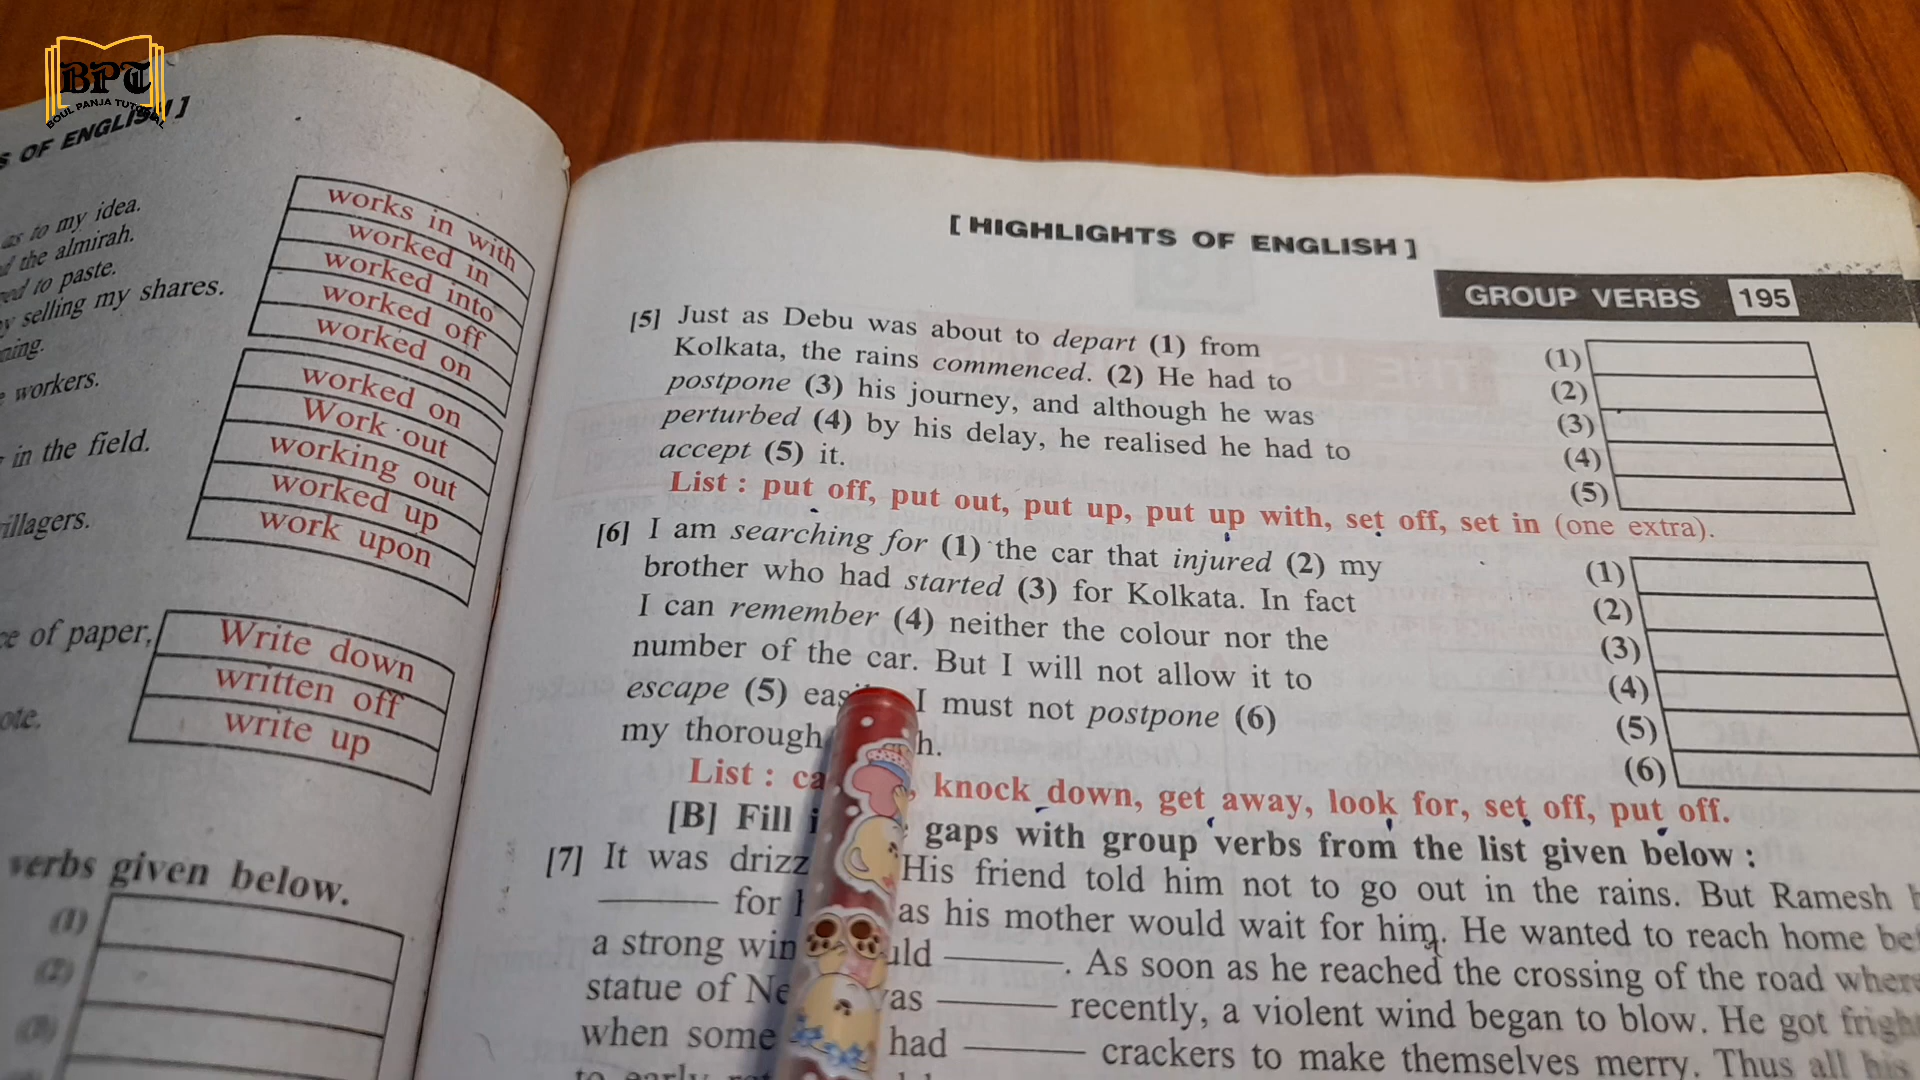 BPT
BOUL PANJA TUTORIAL
S OF ENGLISH ]
as to my idea.
the almirah.
to paste.
selling my shares.
workers.
in the field.
villagers.
works in with
worked in
worked into
worked off
worked on
worked on
Work out
working out
worked up
work upon
of paper,
Write down
written off
write up
verbs given below.
(1)
(2)
(3)
[ HIGHLIGHTS OF ENGLISH ]
GROUP VERBS 195
[5] Just as Debu was about to depart (1) from
Kolkata, the rains commenced. (2) He had to
postpone (3) his journey, and although he was
perturbed (4) by his delay, he realised he had to
accept (5) it.
(1)
(2)
(3)
(4)
(5)
List : put off, put out, put up, put up with, set off, set in (one extra).
[6] I am searching for (1) the car that injured (2) my
brother who had started (3) for Kolkata. In fact
I can remember (4) neither the colour nor the
number of the car. But I will not allow it to
escape (5) I must not postpone (6)
my thorough
(1)
(2)
(3)
(4)
(5)
(6)
List : knock down, get away, look for, set off, put off.
[B] Fill gaps with group verbs from the list given below :
[7] It was His friend told him not to go out in the rains. But Ramesh
for as his mother would wait for him. He wanted to reach home
a strong . As soon as he reached the crossing of the road where
statue of recently, a violent wind began to blow. He got
when some had crackers to make themselves merry. Thus all his
to early